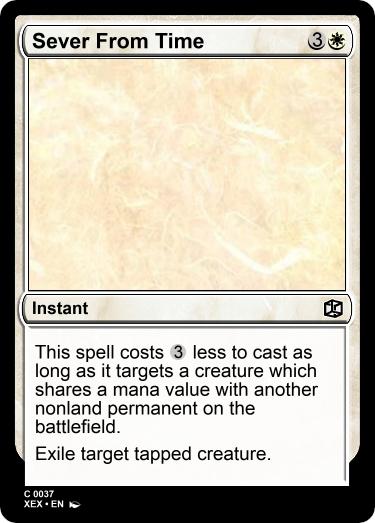 Sever From Time 3
Instant
This spell costs 3 less to cast as
long as it targets a creature which
shares a mana value with another
nonland permanent on the
battlefield.
Exile target tapped creature.
C 0037
XEX • EN